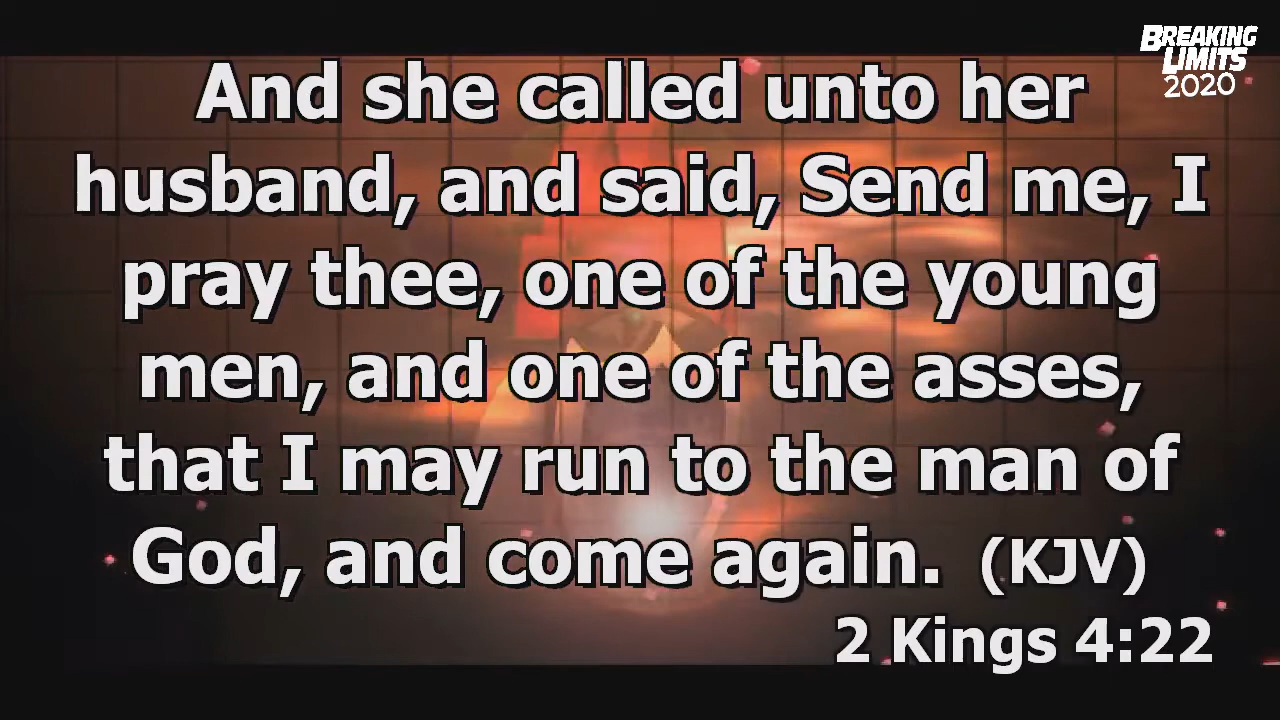 BREAKING
LIMITS
2020
And she called unto her
husband, and said, Send me, I
pray thee, one of the young
men, and one of the asses,
that I may run to the man of
God, and come again. (KJV)
2 Kings 4:22